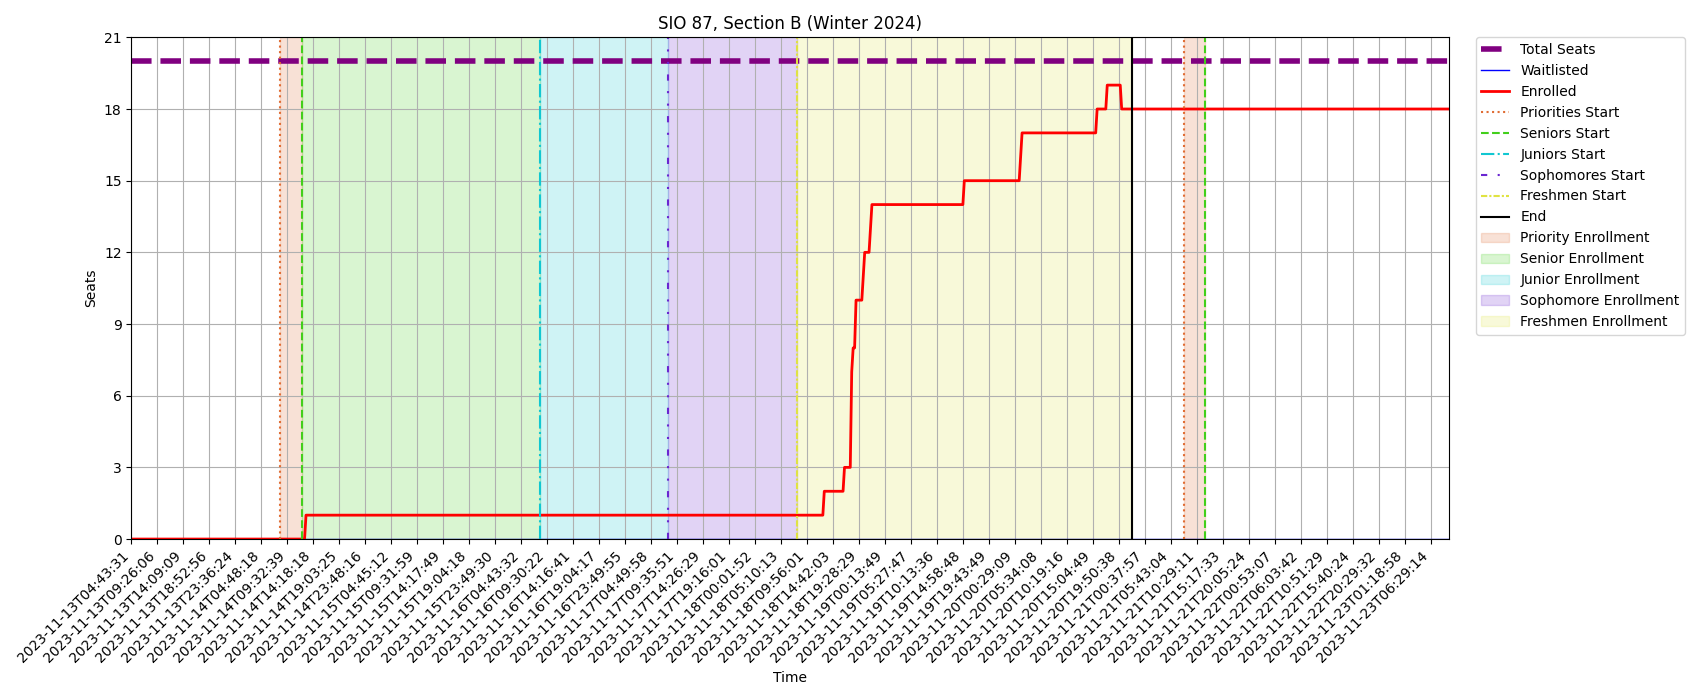 SIO 87, Section B (Winter 2024)
21
18
15
12
9
6
3
0
Seats
2023-11-13T04:43:31
2023-11-13T09:26:06
2023-11-13T14:09:09
2023-11-13T18:52:56
2023-11-13T23:36:24
2023-11-14T04:48:18
2023-11-14T09:32:39
2023-11-14T14:18:18
2023-11-14T19:03:25
2023-11-14T23:48:16
2023-11-15T04:45:12
2023-11-15T09:31:59
2023-11-15T14:17:49
2023-11-15T19:04:18
2023-11-15T23:49:30
2023-11-16T04:43:32
2023-11-16T09:30:22
2023-11-16T14:16:41
2023-11-16T19:04:17
2023-11-16T23:49:55
2023-11-17T04:49:58
2023-11-17T09:35:51
2023-11-17T14:26:29
2023-11-17T19:16:01
2023-11-18T00:01:52
2023-11-18T05:10:13
2023-11-18T09:56:01
2023-11-18T14:42:03
2023-11-18T19:28:29
2023-11-19T00:13:49
2023-11-19T05:27:47
2023-11-19T10:13:36
2023-11-19T14:58:48
2023-11-19T19:43:49
2023-11-20T00:29:09
2023-11-20T05:34:08
2023-11-20T10:19:16
2023-11-20T15:04:49
2023-11-20T19:50:38
2023-11-21T00:37:57
2023-11-21T05:43:04
2023-11-21T10:29:11
2023-11-21T15:17:33
2023-11-21T20:05:24
2023-11-22T00:53:07
2023-11-22T06:03:42
2023-11-22T10:51:29
2023-11-22T15:40:24
2023-11-22T20:29:32
2023-11-23T01:18:58
2023-11-23T06:29:14
Time
Total Seats
Waitlisted
Enrolled
Priorities Start
Seniors Start
Juniors Start
Sophomores Start
Freshmen Start
End
Priority Enrollment
Senior Enrollment
Junior Enrollment
Sophomore Enrollment
Freshmen Enrollment